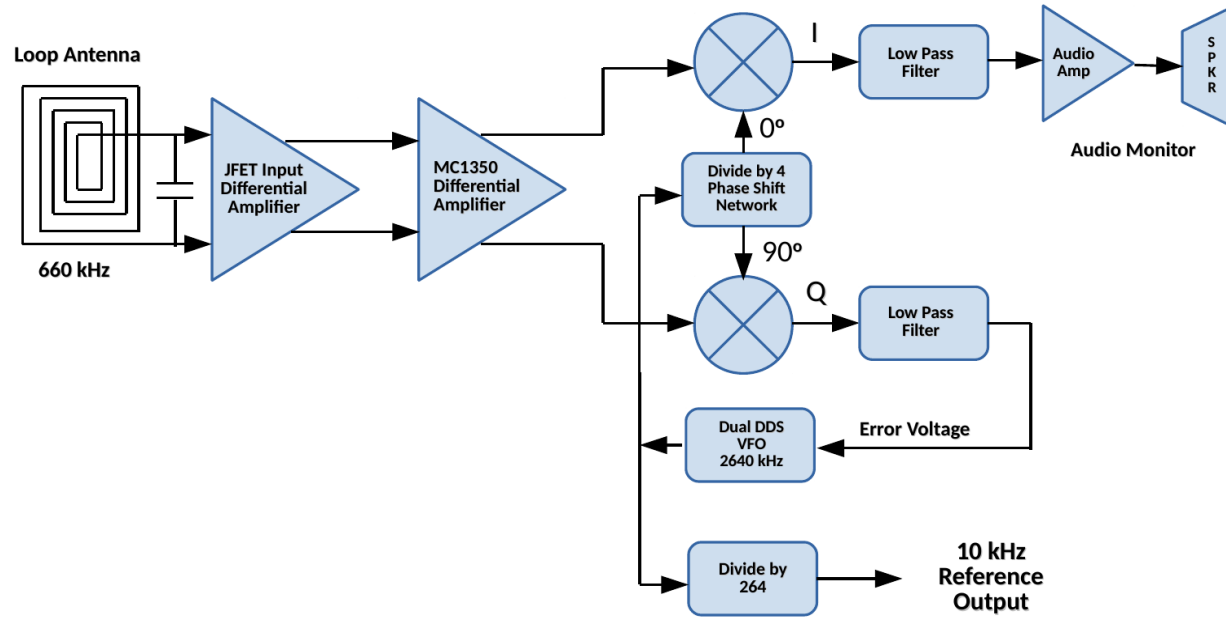 Loop Antenna
660 kHz
JFET Input
Differential
Amplifier
MC1350
Differential
Amplifier
I
Low Pass
Filter
Audio
Amp
S
P
K
R
Audio Monitor
0º
Divide by 4
Phase Shift
Network
90º
Q
Low Pass
Filter
Dual DDS
VFO
2640 kHz
Error Voltage
Divide by
264
10 kHz
Reference
Output